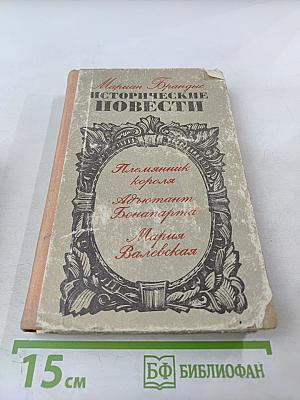 Мариан Брандыс
ИСТОРИЧЕСКИЕ
ПОВЕСТИ
Племянник
короля
Адъютант
Бонапарта
Мария
Валевская
15 см
БФ БИБЛИОФАН